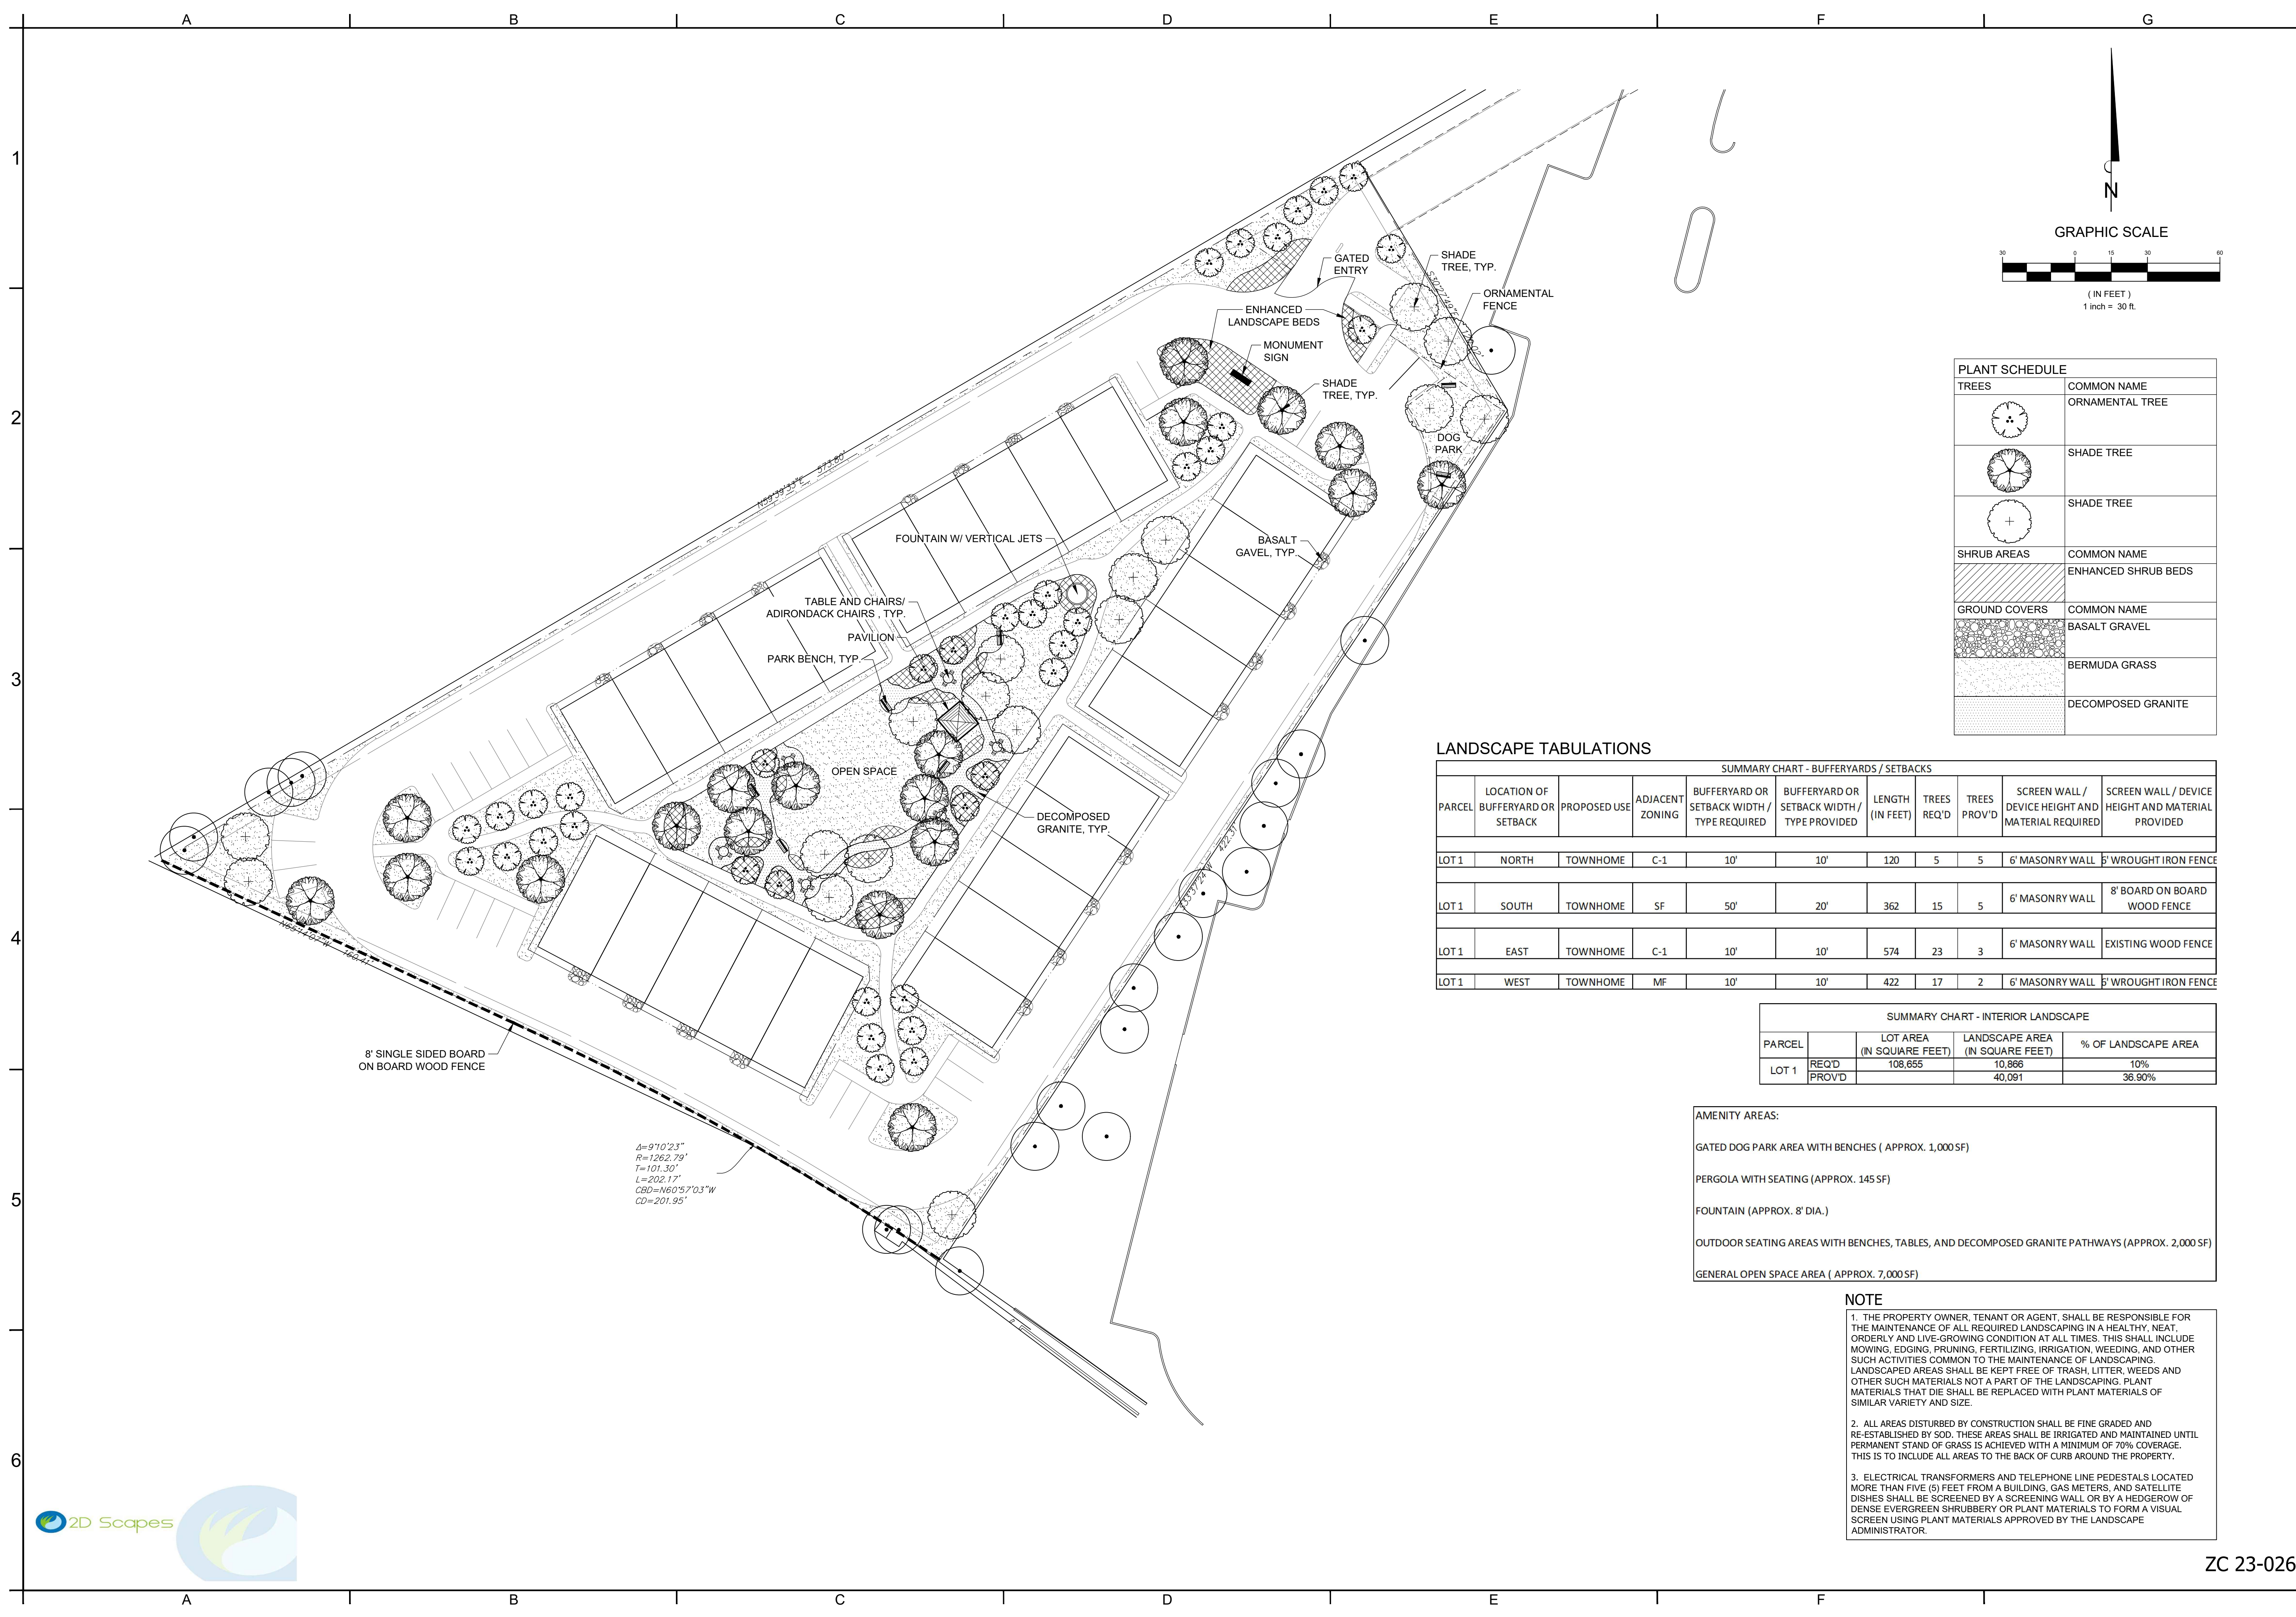 A B C D E F G
1
2
3
4
5
6
N
GRAPHIC SCALE
30 0 15 30 60
( IN FEET )
1 inch = 30 ft.
GATED
ENTRY
SHADE
TREE, TYP.
ORNAMENTAL
FENCE
ENHANCED
LANDSCAPE BEDS
MONUMENT
SIGN
SHADE
TREE, TYP.
DOG
PARK
N59°39'33"E 573.80'
FOUNTAIN W/ VERTICAL JETS
BASALT
GAVEL, TYP.
TABLE AND CHAIRS/
ADIRONDACK CHAIRS , TYP.
PAVILION
PARK BENCH, TYP.
OPEN SPACE
DECOMPOSED
GRANITE, TYP.
422.31'
160.41'
8' SINGLE SIDED BOARD
ON BOARD WOOD FENCE
Δ=9°10'23"
R=1262.79'
T=101.30'
L=202.17'
CBD=N60°57'03"W
CD=201.95'
PLANT SCHEDULE
TREES COMMON NAME
ORNAMENTAL TREE
SHADE TREE
SHADE TREE
SHRUB AREAS COMMON NAME
ENHANCED SHRUB BEDS
GROUND COVERS COMMON NAME
BASALT GRAVEL
BERMUDA GRASS
DECOMPOSED GRANITE
LANDSCAPE TABULATIONS
SUMMARY CHART - BUFFERYARDS / SETBACKS
PARCEL LOCATION OF BUFFERYARD OR SETBACK PROPOSED USE ADJACENT ZONING BUFFERYARD OR SETBACK WIDTH / TYPE REQUIRED BUFFERYARD OR SETBACK WIDTH / TYPE PROVIDED LENGTH (IN FEET) TREES REQ'D TREES PROV'D SCREEN WALL / DEVICE HEIGHT AND MATERIAL REQUIRED SCREEN WALL / DEVICE HEIGHT AND MATERIAL PROVIDED
LOT 1 NORTH TOWNHOME C-1 10' 10' 120 5 5 6' MASONRY WALL 6' WROUGHT IRON FENCE
LOT 1 SOUTH TOWNHOME SF 50' 20' 362 15 5 6' MASONRY WALL 8' BOARD ON BOARD WOOD FENCE
LOT 1 EAST TOWNHOME C-1 10' 10' 574 23 3 6' MASONRY WALL EXISTING WOOD FENCE
LOT 1 WEST TOWNHOME MF 10' 10' 422 17 2 6' MASONRY WALL 6' WROUGHT IRON FENCE
SUMMARY CHART - INTERIOR LANDSCAPE
PARCEL LOT AREA (IN SQUIARE FEET) LANDSCAPE AREA (IN SQUARE FEET) % OF LANDSCAPE AREA
LOT 1 REQ'D 108,655 10,866 10%
PROV'D 40,091 36.90%
AMENITY AREAS:
GATED DOG PARK AREA WITH BENCHES ( APPROX. 1,000 SF)
PERGOLA WITH SEATING (APPROX. 145 SF)
FOUNTAIN (APPROX. 8' DIA.)
OUTDOOR SEATING AREAS WITH BENCHES, TABLES, AND DECOMPOSED GRANITE PATHWAYS (APPROX. 2,000 SF)
GENERAL OPEN SPACE AREA ( APPROX. 7,000 SF)
NOTE
1. THE PROPERTY OWNER, TENANT OR AGENT, SHALL BE RESPONSIBLE FOR
THE MAINTENANCE OF ALL REQUIRED LANDSCAPING IN A HEALTHY, NEAT,
ORDERLY AND LIVE-GROWING CONDITION AT ALL TIMES. THIS SHALL INCLUDE
MOWING, EDGING, PRUNING, FERTILIZING, IRRIGATION, WEEDING, AND OTHER
SUCH ACTIVITIES COMMON TO THE MAINTENANCE OF LANDSCAPING.
LANDSCAPED AREAS SHALL BE KEPT FREE OF TRASH, LITTER, WEEDS AND
OTHER SUCH MATERIALS NOT A PART OF THE LANDSCAPING. PLANT
MATERIALS THAT DIE SHALL BE REPLACED WITH PLANT MATERIALS OF
SIMILAR VARIETY AND SIZE.
2. ALL AREAS DISTURBED BY CONSTRUCTION SHALL BE FINE GRADED AND
RE-ESTABLISHED BY SOD. THESE AREAS SHALL BE IRRIGATED AND MAINTAINED UNTIL
PERMANENT STAND OF GRASS IS ACHIEVED WITH A MINIMUM OF 70% COVERAGE.
THIS IS TO INCLUDE ALL AREAS TO THE BACK OF CURB AROUND THE PROPERTY.
3. ELECTRICAL TRANSFORMERS AND TELEPHONE LINE PEDESTALS LOCATED
MORE THAN FIVE (5) FEET FROM A BUILDING, GAS METERS, AND SATELLITE
DISHES SHALL BE SCREENED BY A SCREENING WALL OR BY A HEDGEROW OF
DENSE EVERGREEN SHRUBBERY OR PLANT MATERIALS TO FORM A VISUAL
SCREEN USING PLANT MATERIALS APPROVED BY THE LANDSCAPE
ADMINISTRATOR.
2D Scapes
ZC 23-026
A B C D E F G